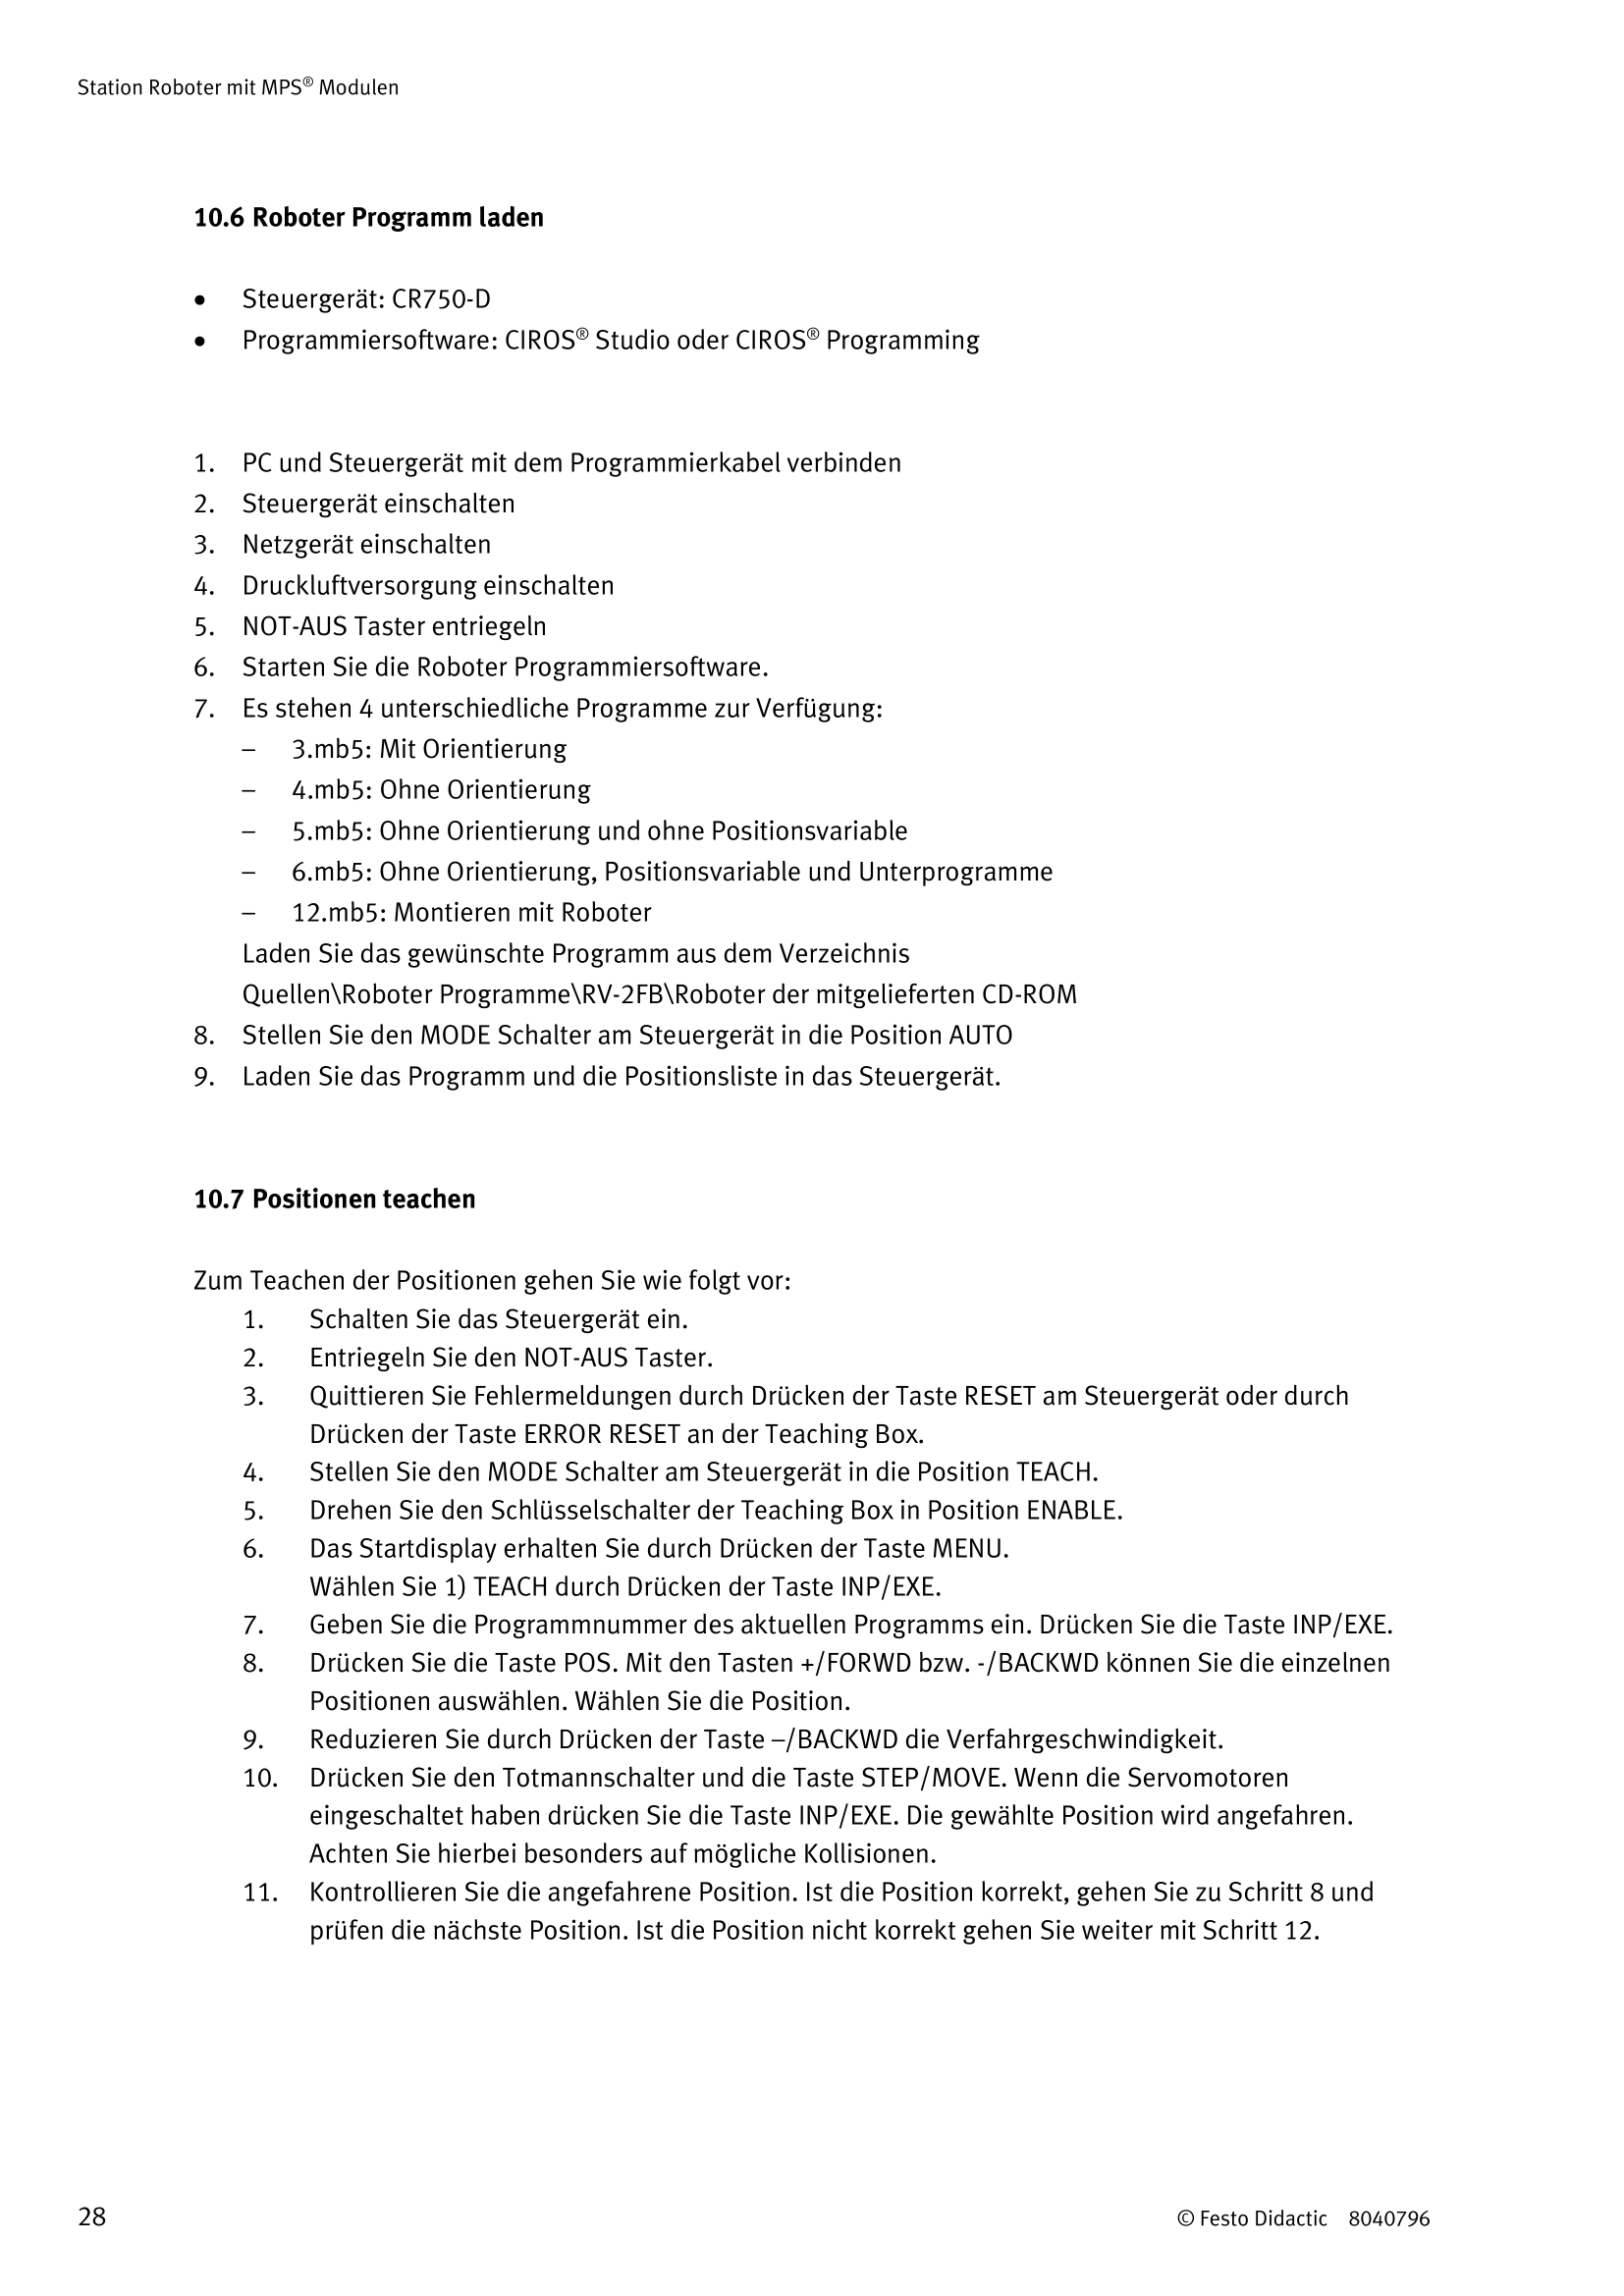 Station Roboter mit MPS® Modulen
10.6 Roboter Programm laden
• Steuergerät: CR750-D
• Programmiersoftware: CIROS® Studio oder CIROS® Programming
1. PC und Steuergerät mit dem Programmierkabel verbinden
2. Steuergerät einschalten
3. Netzgerät einschalten
4. Druckluftversorgung einschalten
5. NOT-AUS Taster entriegeln
6. Starten Sie die Roboter Programmiersoftware.
7. Es stehen 4 unterschiedliche Programme zur Verfügung:
– 3.mb5: Mit Orientierung
– 4.mb5: Ohne Orientierung
– 5.mb5: Ohne Orientierung und ohne Positionsvariable
– 6.mb5: Ohne Orientierung, Positionsvariable und Unterprogramme
– 12.mb5: Montieren mit Roboter
Laden Sie das gewünschte Programm aus dem Verzeichnis
Quellen\Roboter Programme\RV-2FB\Roboter der mitgelieferten CD-ROM
8. Stellen Sie den MODE Schalter am Steuergerät in die Position AUTO
9. Laden Sie das Programm und die Positionsliste in das Steuergerät.
10.7 Positionen teachen
Zum Teachen der Positionen gehen Sie wie folgt vor:
1. Schalten Sie das Steuergerät ein.
2. Entriegeln Sie den NOT-AUS Taster.
3. Quittieren Sie Fehlermeldungen durch Drücken der Taste RESET am Steuergerät oder durch
Drücken der Taste ERROR RESET an der Teaching Box.
4. Stellen Sie den MODE Schalter am Steuergerät in die Position TEACH.
5. Drehen Sie den Schlüsselschalter der Teaching Box in Position ENABLE.
6. Das Startdisplay erhalten Sie durch Drücken der Taste MENU.
Wählen Sie 1) TEACH durch Drücken der Taste INP/EXE.
7. Geben Sie die Programmnummer des aktuellen Programms ein. Drücken Sie die Taste INP/EXE.
8. Drücken Sie die Taste POS. Mit den Tasten +/FORWD bzw. -/BACKWD können Sie die einzelnen
Positionen auswählen. Wählen Sie die Position.
9. Reduzieren Sie durch Drücken der Taste –/BACKWD die Verfahrgeschwindigkeit.
10. Drücken Sie den Totmannschalter und die Taste STEP/MOVE. Wenn die Servomotoren
eingeschaltet haben drücken Sie die Taste INP/EXE. Die gewählte Position wird angefahren.
Achten Sie hierbei besonders auf mögliche Kollisionen.
11. Kontrollieren Sie die angefahrene Position. Ist die Position korrekt, gehen Sie zu Schritt 8 und
prüfen die nächste Position. Ist die Position nicht korrekt gehen Sie weiter mit Schritt 12.
28
© Festo Didactic 8040796